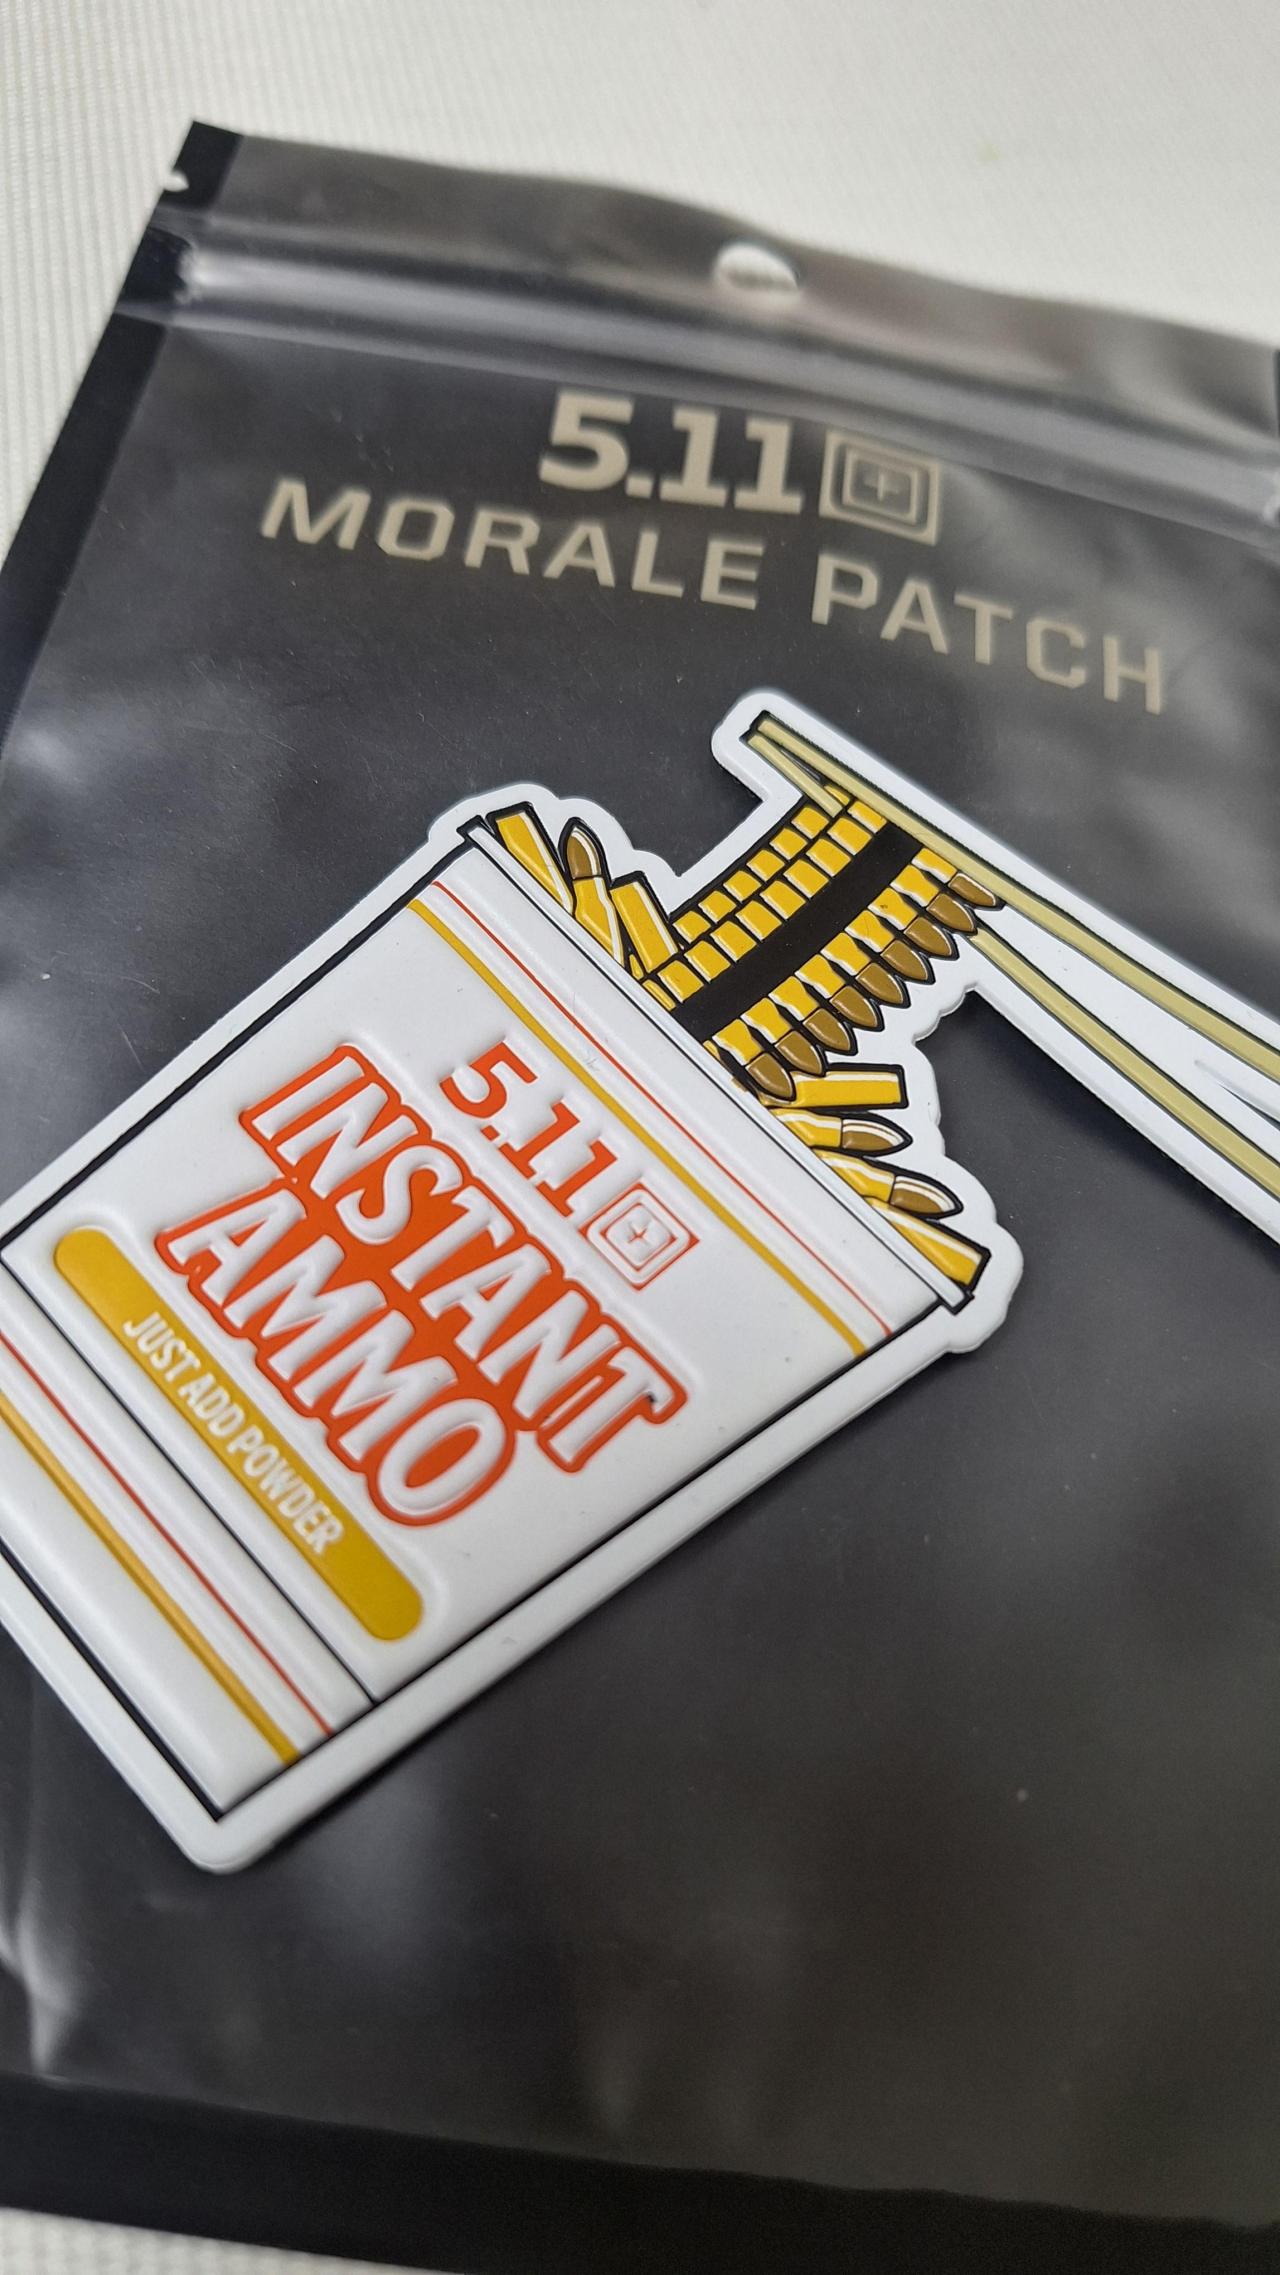 5.11
MORALE PATCH
5.11
INSTANT
AMMO
JUST ADD POWDER